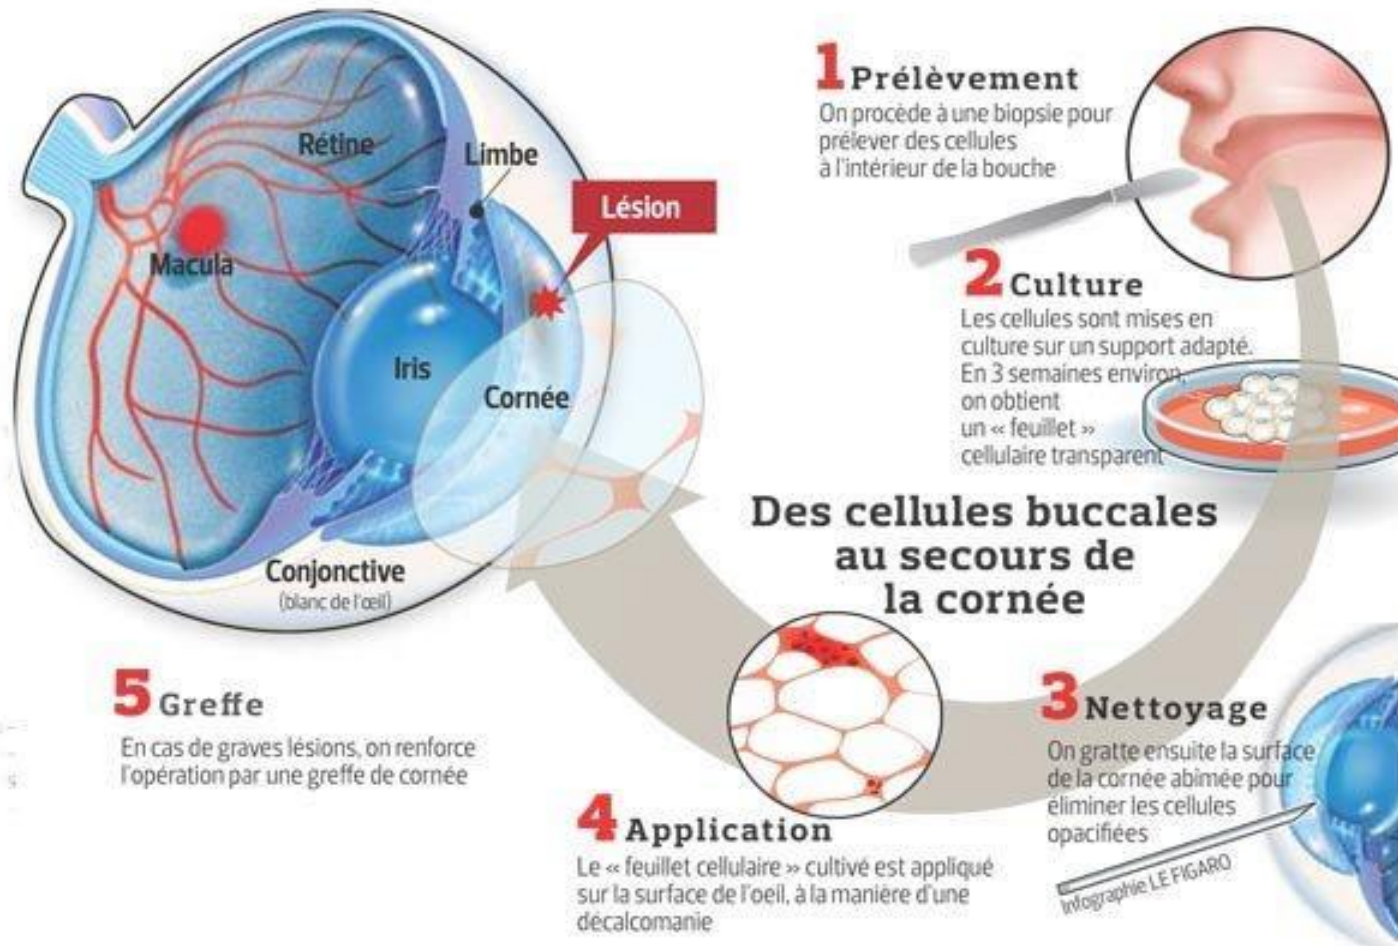 1 Prélèvement
On procède à une biopsie pour
prélever des cellules
à l'intérieur de la bouche
Rétine
Limbe
Lésion
Macula
Iris
Cornée
Conjonctive
(blanc de l'œil)
2 Culture
Les cellules sont mises en
culture sur un support adapté.
En 3 semaines environ,
on obtient
un « feuillet »
cellulaire transparent
Des cellules buccales
au secours de
la cornée
3 Nettoyage
On gratte ensuite la surface
de la cornée abimée pour
éliminer les cellules
opacifiées
Infographie LE FIGARO
4 Application
Le « feuillet cellulaire » cultivé est appliqué
sur la surface de l'oeil, à la manière d'une
décalcomanie
5 Greffe
En cas de graves lésions, on renforce
l'opération par une greffe de cornée